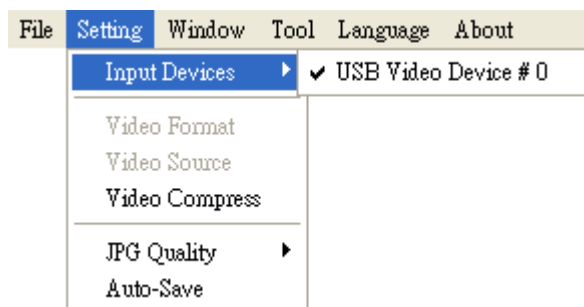 File Setting Window Tool Language About
Input Devices ✔ USB Video Device # 0
Video Format
Video Source
Video Compress
JPG Quality
Auto-Save